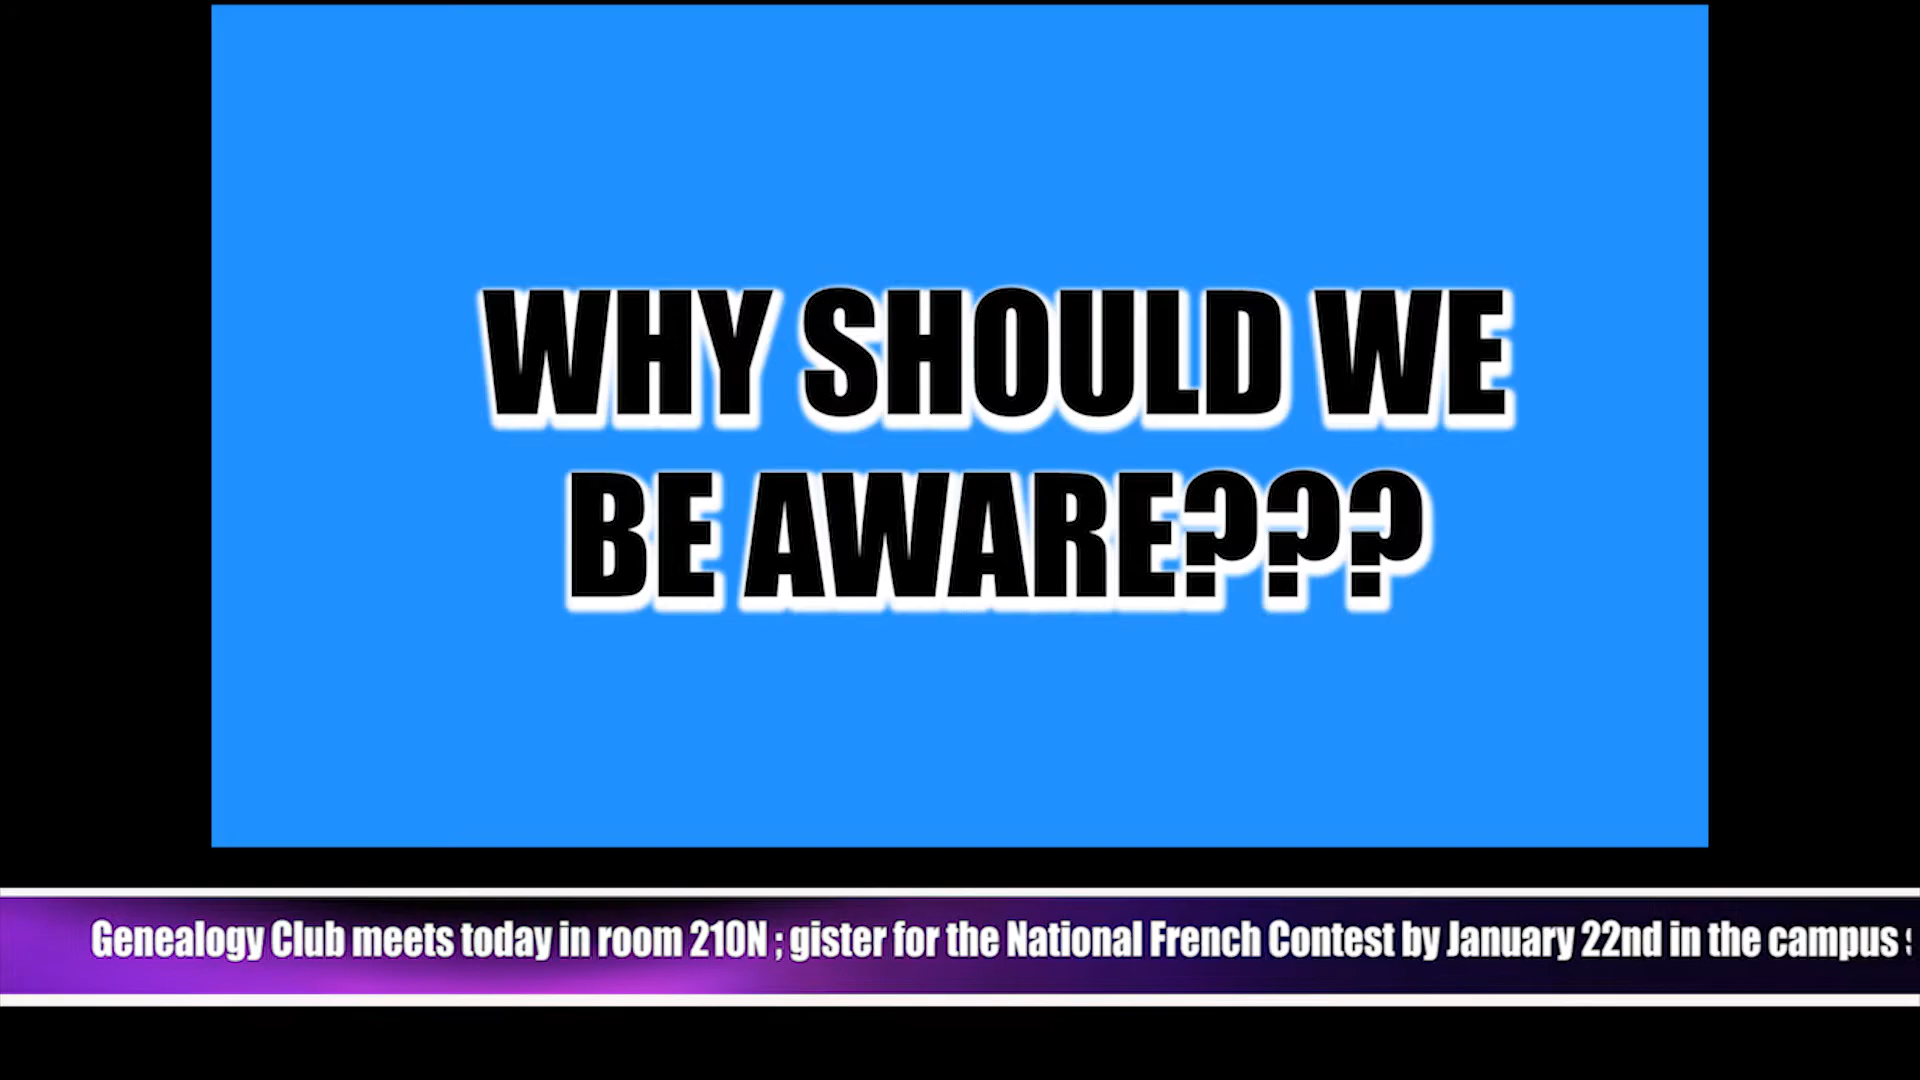 WHY SHOULD WE
BE AWARE???
Genealogy Club meets today in room 210N ; gister for the National French Contest by January 22nd in the campus